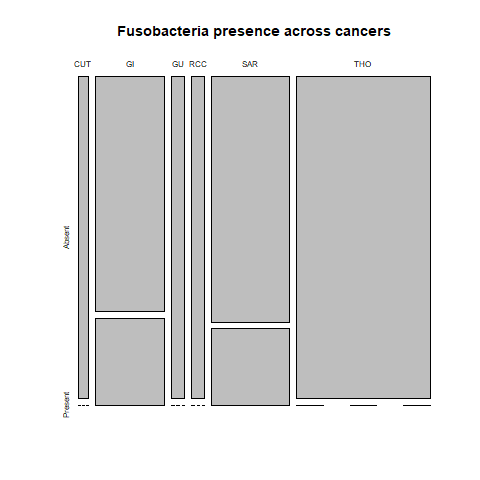 Fusobacteria presence across cancers
CUT GI GU RCC SAR THO
Absent
Present